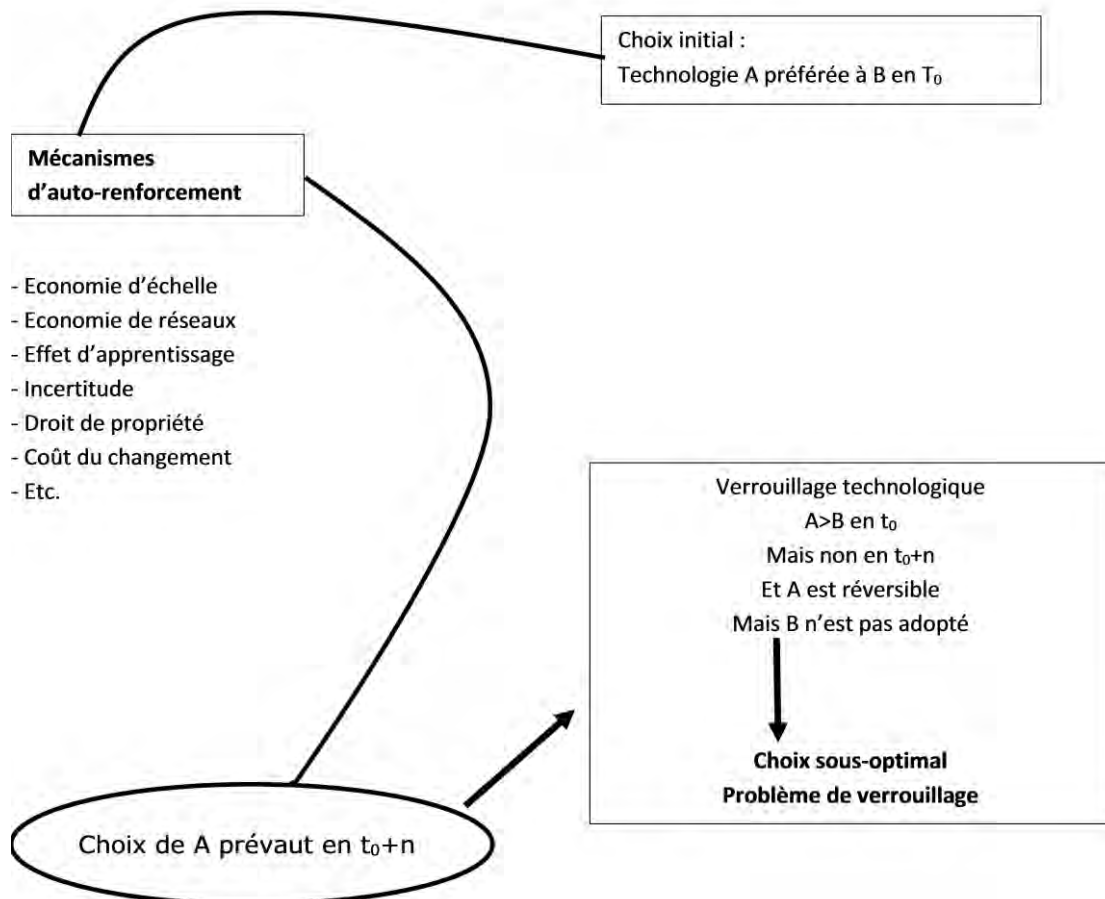 Choix initial :
Technologie A préférée à B en T₀
Mécanismes
d’auto-renforcement
- Economie d’échelle
- Economie de réseaux
- Effet d’apprentissage
- Incertitude
- Droit de propriété
- Coût du changement
- Etc.
Verrouillage technologique
A>B en t₀
Mais non en t₀+n
Et A est réversible
Mais B n’est pas adopté
Choix sous-optimal
Problème de verrouillage
Choix de A prévaut en t₀+n